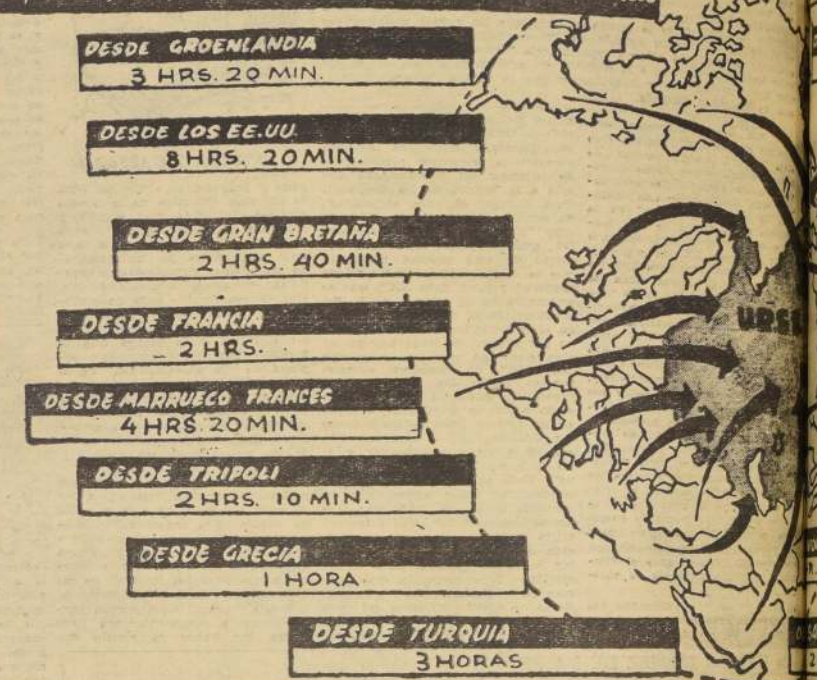 DESDE GROENLANDIA
3 HRS. 20 MIN.
DESDE LOS EE.UU.
8 HRS. 20 MIN.
DESDE GRAN BRETAÑA
2 HRS. 40 MIN.
DESDE FRANCIA
2 HRS.
DESDE MARRUECO FRANCES
4 HRS. 20 MIN.
DESDE TRIPOLI
2 HRS. 10 MIN.
DESDE GRECIA
1 HORA
DESDE TURQUIA
3 HORAS
URSS